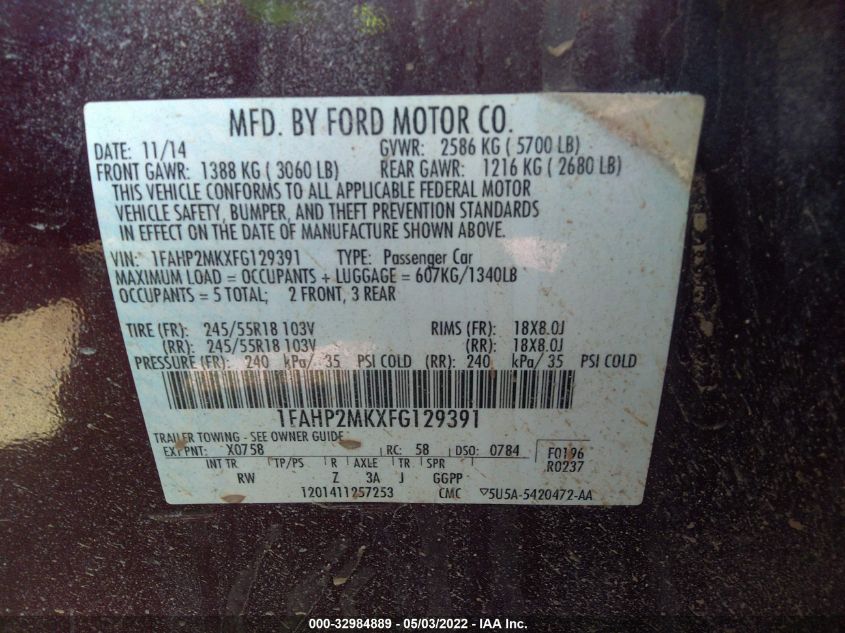 MFD. BY FORD MOTOR CO.
DATE: 11/14 GVWR: 2586 KG ( 5700 LB)
FRONT GAWR: 1388 KG ( 3060 LB) REAR GAWR: 1216 KG ( 2680 LB)
THIS VEHICLE CONFORMS TO ALL APPLICABLE FEDERAL MOTOR
VEHICLE SAFETY, BUMPER, AND THEFT PREVENTION STANDARDS
IN EFFECT ON THE DATE OF MANUFACTURE SHOWN ABOVE.
VIN: 1FAHP2MKXFG129391 TYPE: Passenger Car
MAXIMUM LOAD = OCCUPANTS + LUGGAGE = 607KG/1340LB
OCCUPANTS = 5 TOTAL; 2 FRONT, 3 REAR
TIRE (FR): 245/55R18 103V RIMS (FR): 18X8.0J
(RR): 245/55R18 103V (RR): 18X8.0J
PRESSURE (FR): 240 kPa/ 35 PSI COLD (RR): 240 kPa/ 35 PSI COLD
1FAHP2MKXFG129391
TRAILER TOWING - SEE OWNER GUIDE
EXT PNT: X0758 RC: 58 DSO: 0784 F0196
R0237
INT TR TP/PS R AXLE TR SPR
RW Z 3A J GGPP
1201411257253 CMC ▽5U5A-5420472-AA
000-32984889 - 05/03/2022 - IAA Inc.